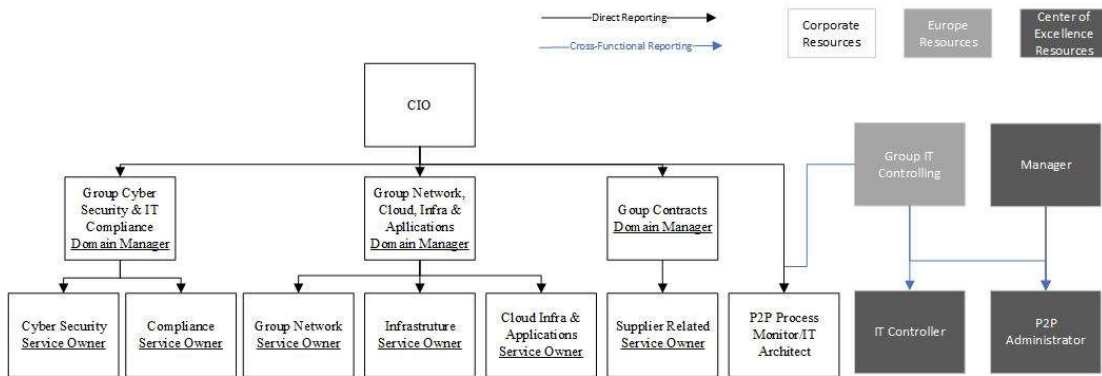 Direct Reporting
Cross-Functional Reporting
Corporate
Resources
Europe
Resources
Center of
Excellence
Resources
CIO
Group Cyber
Security & IT
Compliance
Domain Manager
Group Network,
Cloud, Infra &
Apllications
Domain Manager
Goup Contracts
Domain Manager
Group IT
Controlling
Manager
Cyber Security
Service Owner
Compliance
Service Owner
Group Network
Service Owner
Infrastruture
Service Owner
Cloud Infra &
Applications
Service Owner
Supplier Related
Service Owner
P2P Process
Monitor/IT
Architect
IT Controller
P2P
Administrator